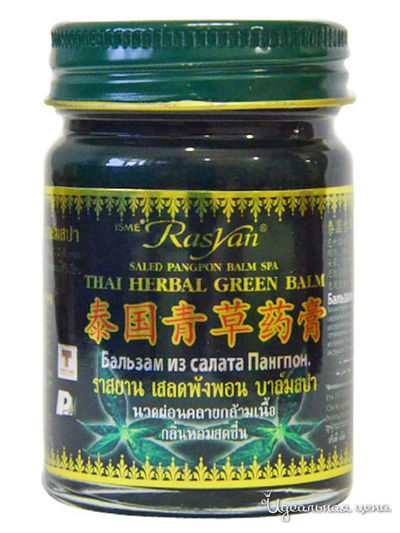 ISME® Rasyan®
SALED PANGPON BALM SPA
THAI HERBAL GREEN BALM
泰国青草药膏
Бальзам из салата Пангпон.
ราสยาน เสลดพังพอน บาล์มสปา
นวดผ่อนคลายกล้ามเนื้อ
กลิ่นหอมสดชื่น
Идеальная цена